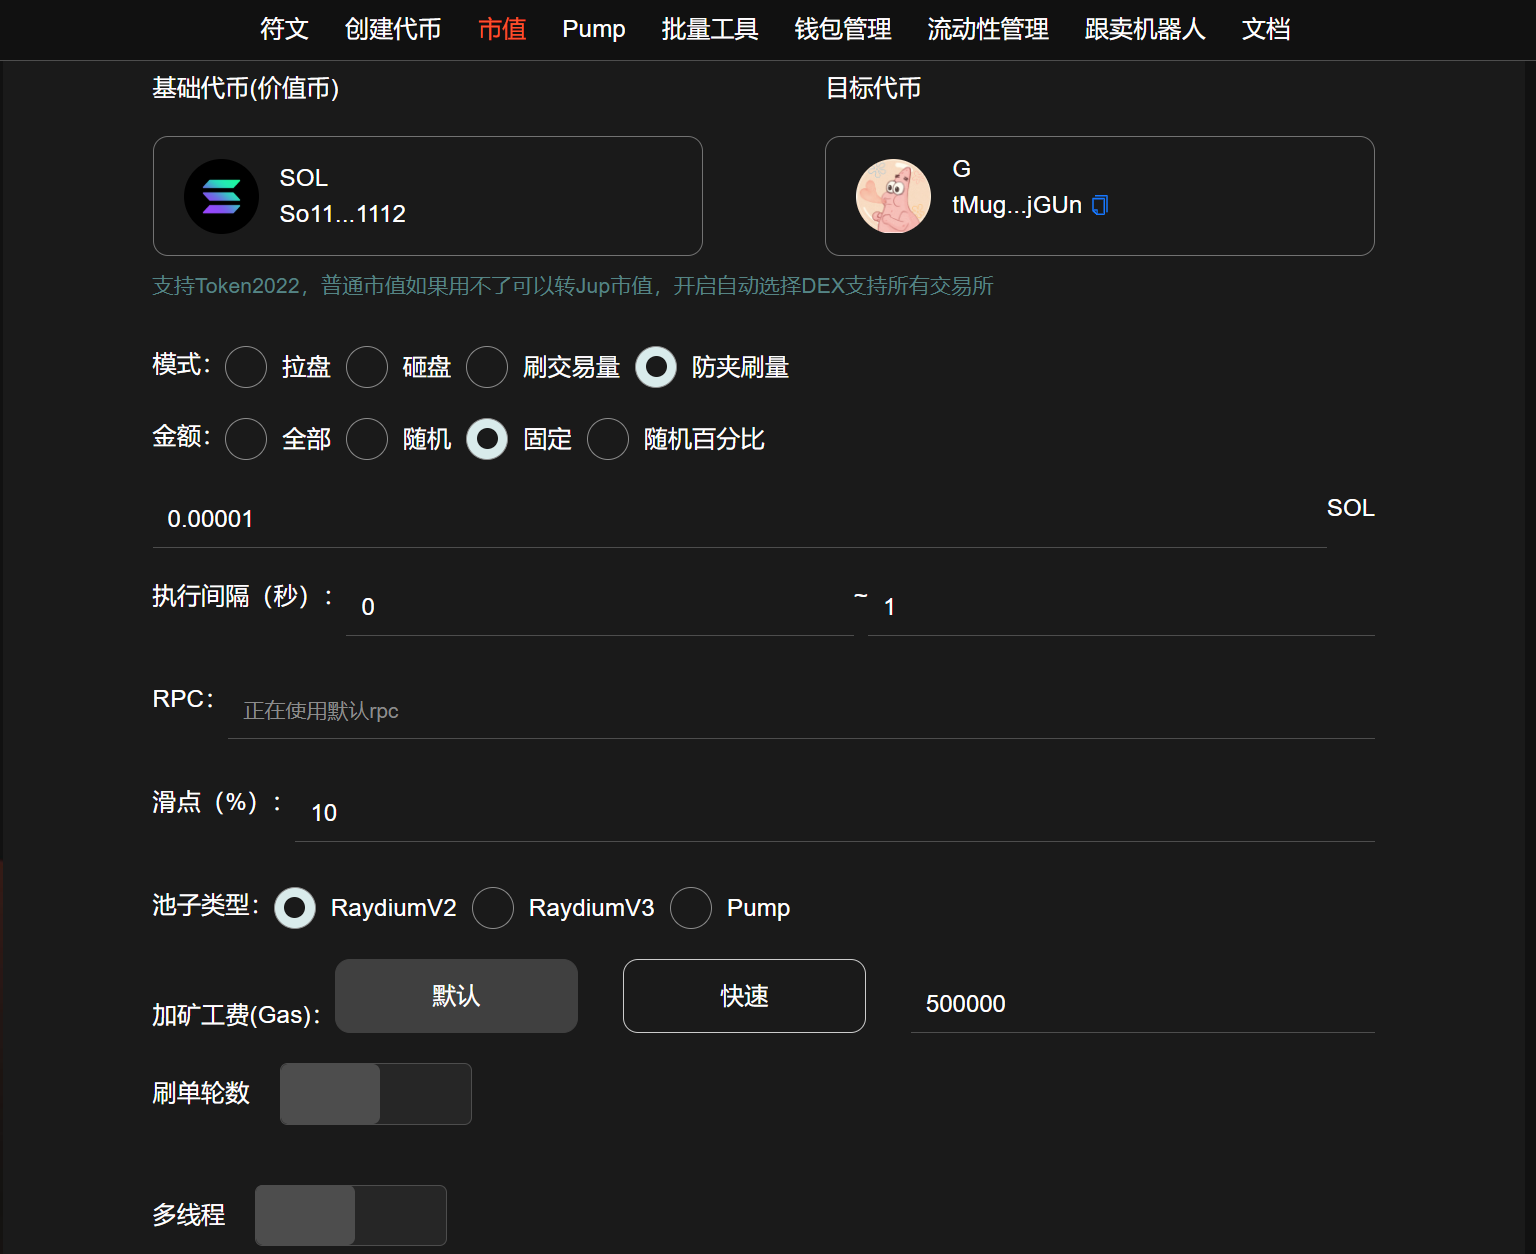 符文 创建代币 市值 Pump 批量工具 钱包管理 流动性管理 跟卖机器人 文档
基础代币(价值币) 目标代币
SOL
So11...1112
G
tMug...jGUn
支持Token2022，普通市值如果用不了可以转Jup市值，开启自动选择DEX支持所有交易所
模式： 拉盘 砸盘 刷交易量 防夹刷量
金额： 全部 随机 固定 随机百分比
0.00001 SOL
执行间隔（秒）： 0 ~ 1
RPC： 正在使用默认rpc
滑点（%）： 10
池子类型： RaydiumV2 RaydiumV3 Pump
加矿工费(Gas)： 默认 快速 500000
刷单轮数
多线程